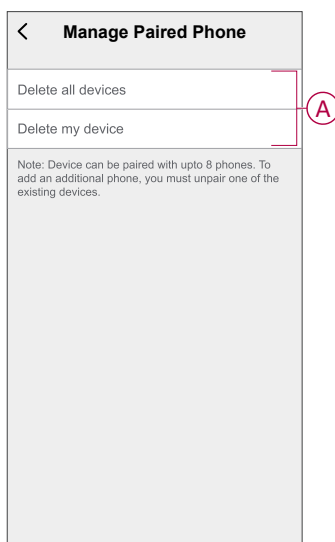 Manage Paired Phone
Delete all devices
A
Delete my device
Note: Device can be paired with upto 8 phones. To
add an additional phone, you must unpair one of the
existing devices.